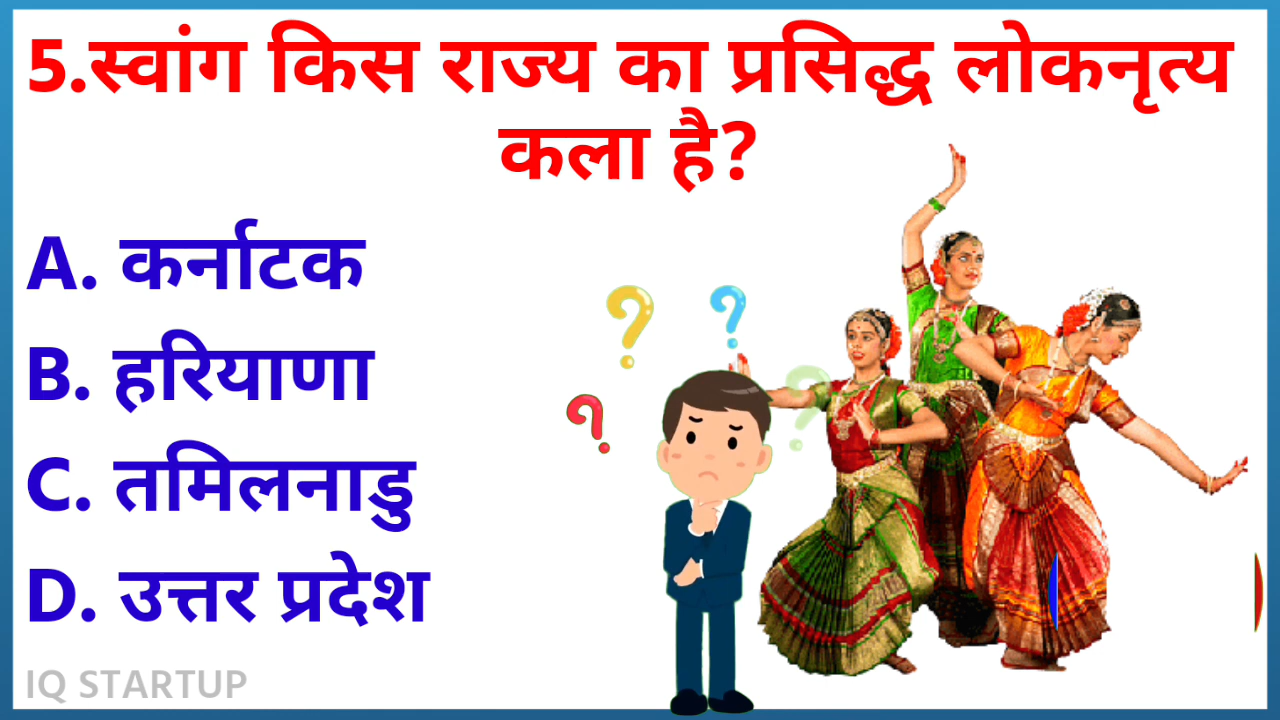 5.स्वांग किस राज्य का प्रसिद्ध लोकनृत्य
कला है?
A. कर्नाटक
B. हरियाणा
C. तमिलनाडु
D. उत्तर प्रदेश
IQ STARTUP